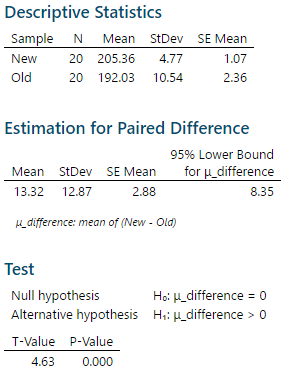 Descriptive Statistics
Sample N Mean StDev SE Mean
New 20 205.36 4.77 1.07
Old 20 192.03 10.54 2.36
Estimation for Paired Difference
95% Lower Bound
Mean StDev SE Mean for µ_difference
13.32 12.87 2.88 8.35
µ_difference: mean of (New - Old)
Test
Null hypothesis H₀: µ_difference = 0
Alternative hypothesis H₁: µ_difference > 0
T-Value P-Value
4.63 0.000